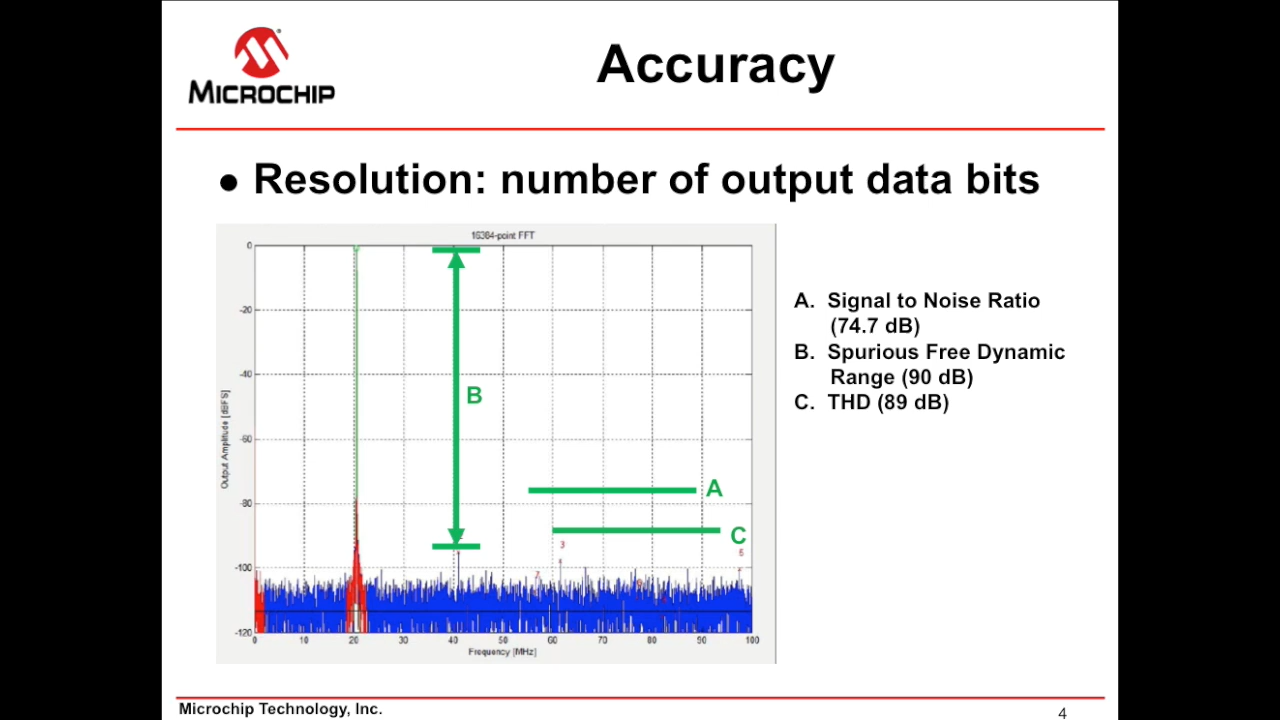 MICROCHIP
Accuracy
● Resolution: number of output data bits
16384-point FFT
0
-20
-40
-60
-80
-100
-120
Output Amplitude [dBFS]
B
A
C
3
6
7
0 10 20 30 40 50 60 70 80 90 100
Frequency [MHz]
A. Signal to Noise Ratio
(74.7 dB)
B. Spurious Free Dynamic
Range (90 dB)
C. THD (89 dB)
Microchip Technology, Inc.
4